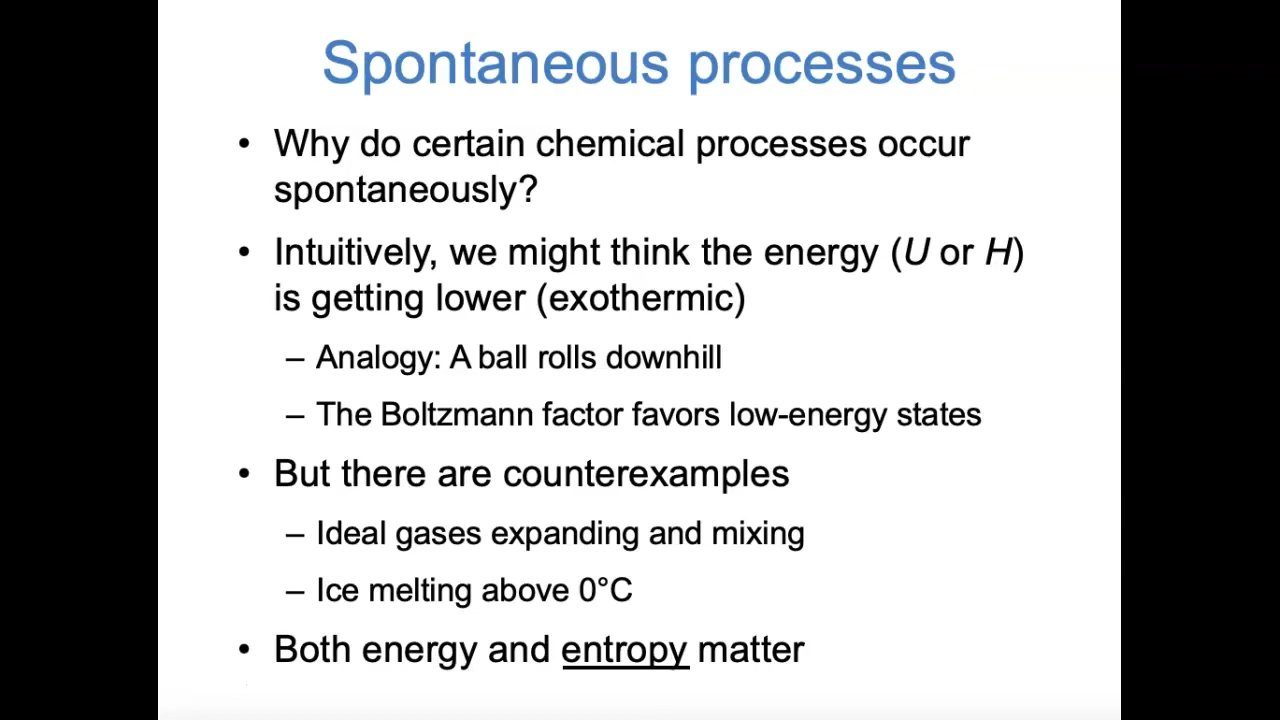 Spontaneous processes
• Why do certain chemical processes occur
spontaneously?
• Intuitively, we might think the energy (U or H)
is getting lower (exothermic)
– Analogy: A ball rolls downhill
– The Boltzmann factor favors low-energy states
• But there are counterexamples
– Ideal gases expanding and mixing
– Ice melting above 0°C
• Both energy and entropy matter